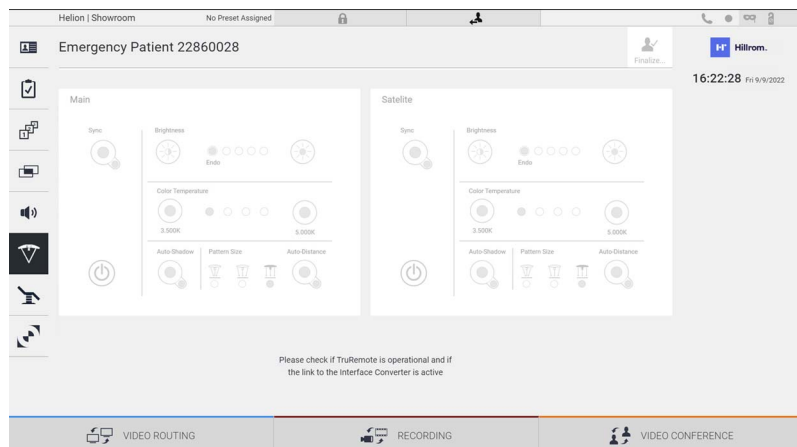 Helion | Showroom
No Preset Assigned
Emergency Patient 22860028
Finalize...
H Hillrom.
16:22:28 Fri 9/9/2022
Main
Sync
Brightness
Endo
Color Temperature
3.500K
5.000K
Auto-Shadow
Pattern Size
Auto-Distance
Satelite
Sync
Brightness
Endo
Color Temperature
3.500K
5.000K
Auto-Shadow
Pattern Size
Auto-Distance
Please check if TruRemote is operational and if
the link to the Interface Converter is active
VIDEO ROUTING
RECORDING
VIDEO CONFERENCE